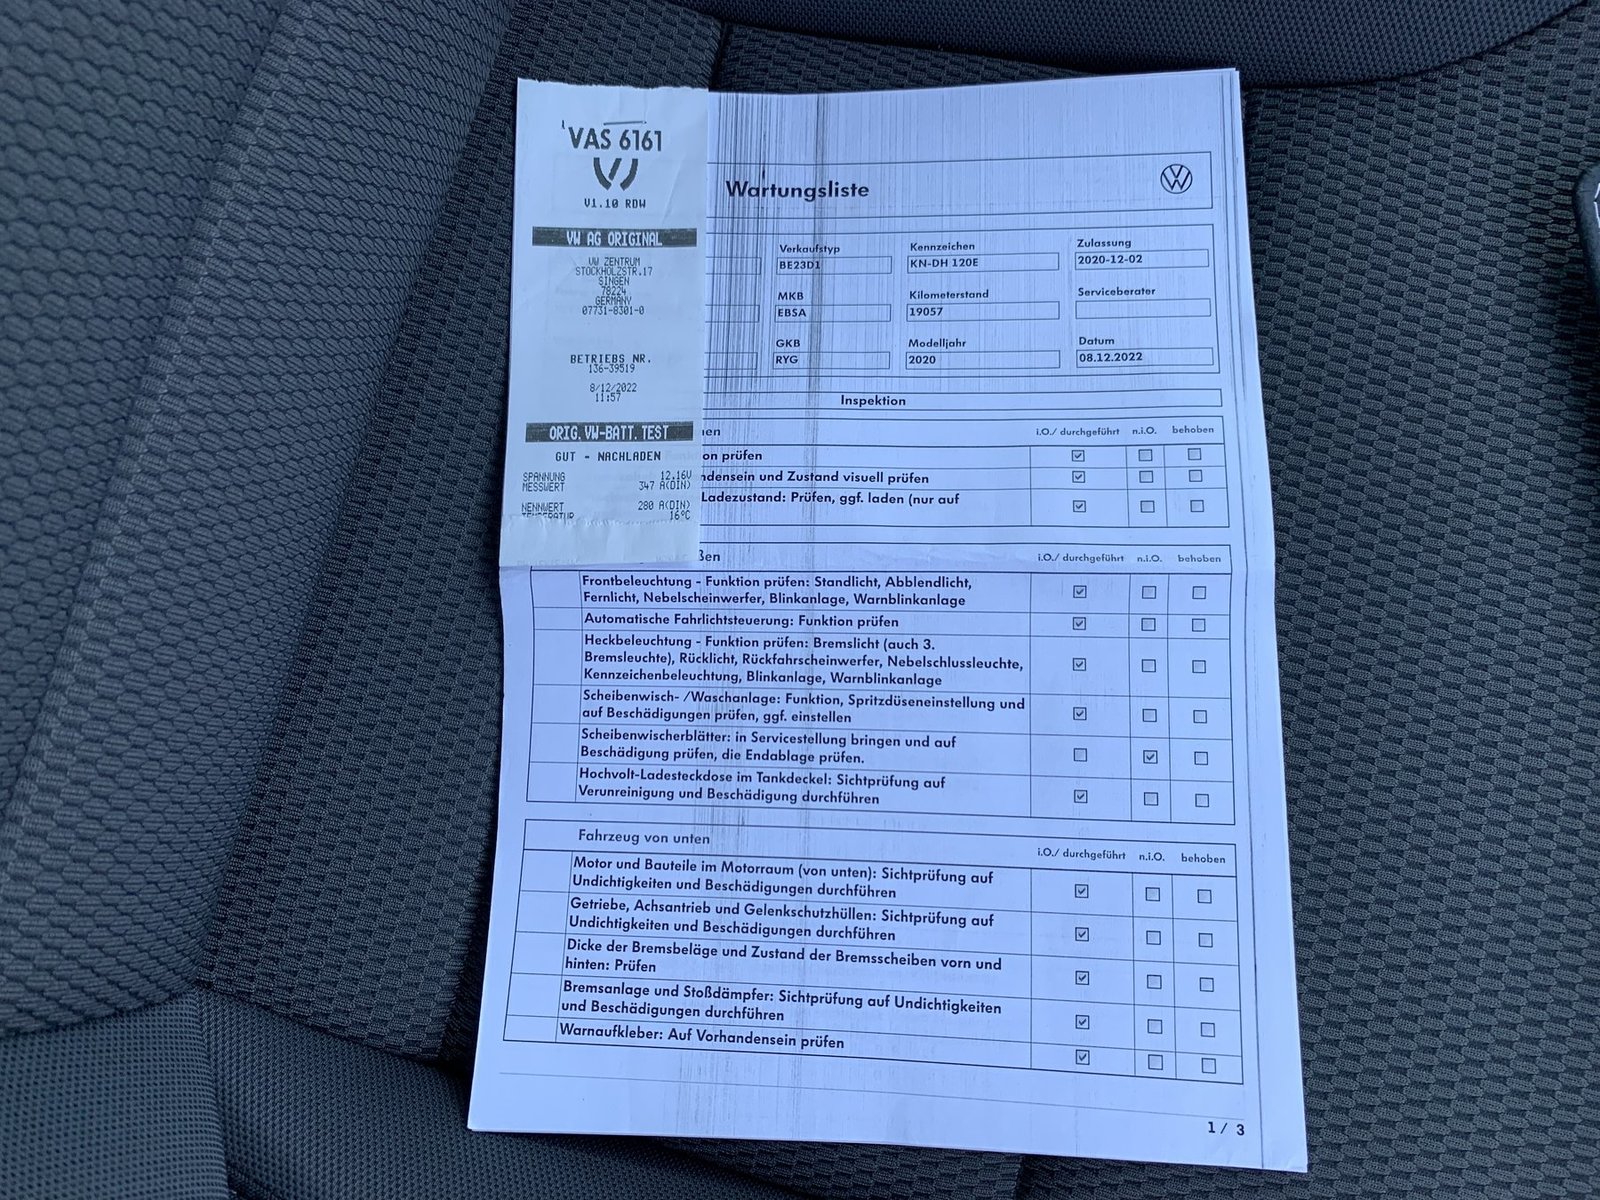 VAS 6161
V1.10 RDW
VW AG ORIGINAL
VW ZENTRUM
STOCKHOLZSTR.17
SINGEN
78224
GERMANY
07731-8301-0
BETRIEBS NR.
136-39519
8/12/2022
11:57
ORIG.VW-BATT.TEST
GUT - NACHLADEN
SPANNUNG 12.16V
MESSWERT 347 A(DIN)
NENNWERT 280 A(DIN)
TEMPERATUR 16°C
Wartungsliste
Verkaufstyp Kennzeichen Zulassung
BE23D1 KN-DH 120E 2020-12-02
MKB Kilometerstand Serviceberater
EBSA 19057
GKB Modelljahr Datum
RYG 2020 08.12.2022
Inspektion
nen i.O./ durchgeführt n.i.O. behoben
on prüfen
ndensein und Zustand visuell prüfen
Ladezustand: Prüfen, ggf. laden (nur auf
ßen i.O./ durchgeführt n.i.O. behoben
Frontbeleuchtung - Funktion prüfen: Standlicht, Abblendlicht,
Fernlicht, Nebelscheinwerfer, Blinkanlage, Warnblinkanlage
Automatische Fahrlichtsteuerung: Funktion prüfen
Heckbeleuchtung - Funktion prüfen: Bremslicht (auch 3.
Bremsleuchte), Rücklicht, Rückfahrscheinwerfer, Nebelschlussleuchte,
Kennzeichenbeleuchtung, Blinkanlage, Warnblinkanlage
Scheibenwisch- /Waschanlage: Funktion, Spritzdüseneinstellung und
auf Beschädigungen prüfen, ggf. einstellen
Scheibenwischerblätter: in Servicestellung bringen und auf
Beschädigung prüfen, die Endablage prüfen.
Hochvolt-Ladesteckdose im Tankdeckel: Sichtprüfung auf
Verunreinigung und Beschädigung durchführen
Fahrzeug von unten i.O./ durchgeführt n.i.O. behoben
Motor und Bauteile im Motorraum (von unten): Sichtprüfung auf
Undichtigkeiten und Beschädigungen durchführen
Getriebe, Achsantrieb und Gelenkschutzhüllen: Sichtprüfung auf
Undichtigkeiten und Beschädigungen durchführen
Dicke der Bremsbeläge und Zustand der Bremsscheiben vorn und
hinten: Prüfen
Bremsanlage und Stoßdämpfer: Sichtprüfung auf Undichtigkeiten
und Beschädigungen durchführen
Warnaufkleber: Auf Vorhandensein prüfen
1 / 3